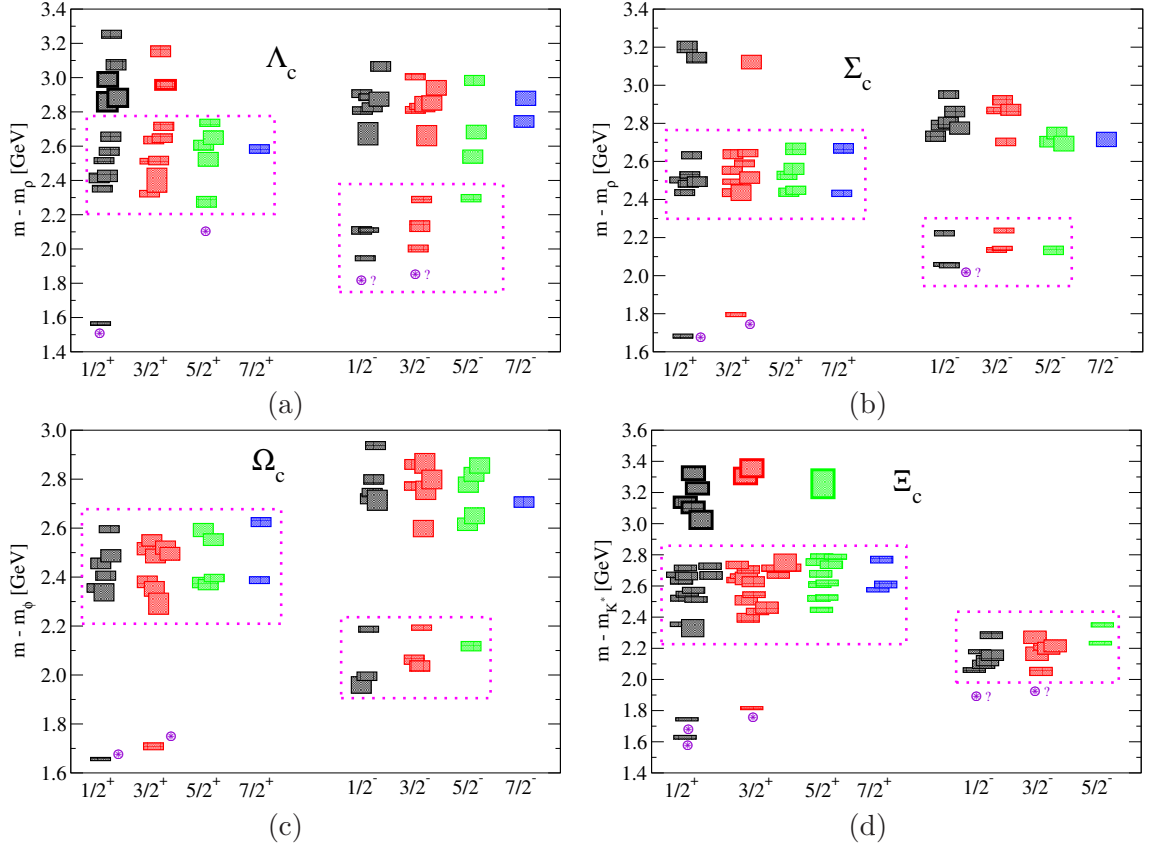 3.4
3.2
3.0
2.8
2.6
2.4
2.2
2.0
1.8
1.6
1.4
m - m_ρ [GeV]
Λ_c
? ?
1/2⁺ 3/2⁺ 5/2⁺ 7/2⁺ 1/2⁻ 3/2⁻ 5/2⁻ 7/2⁻
(a)
3.4
3.2
3.0
2.8
2.6
2.4
2.2
2.0
1.8
1.6
m - m_ρ [GeV]
Σ_c
?
1/2⁺ 3/2⁺ 5/2⁺ 7/2⁺ 1/2⁻ 3/2⁻ 5/2⁻ 7/2⁻
(b)
3.0
2.8
2.6
2.4
2.2
2.0
1.8
1.6
m - m_ϕ [GeV]
Ω_c
1/2⁺ 3/2⁺ 5/2⁺ 7/2⁺ 1/2⁻ 3/2⁻ 5/2⁻ 7/2⁻
(c)
3.6
3.4
3.2
3.0
2.8
2.6
2.4
2.2
2.0
1.8
1.6
1.4
m - m_K* [GeV]
Ξ_c
? ?
1/2⁺ 3/2⁺ 5/2⁺ 7/2⁺ 1/2⁻ 3/2⁻ 5/2⁻
(d)